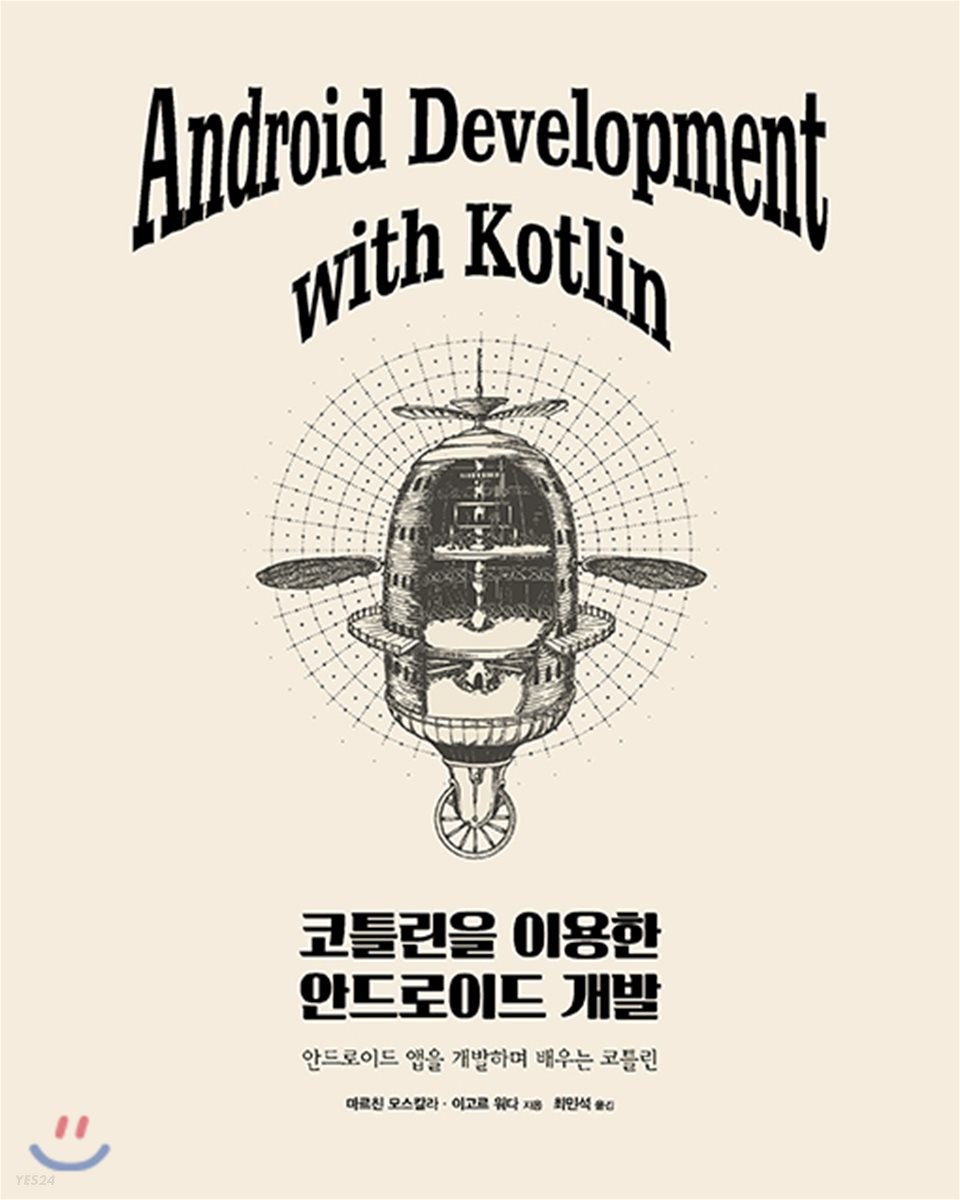 Android Development
with Kotlin
코틀린을 이용한
안드로이드 개발
안드로이드 앱을 개발하며 배우는 코틀린
마르친 모스칼라 · 이고르 워다 지음 최민석 옮김
YES24